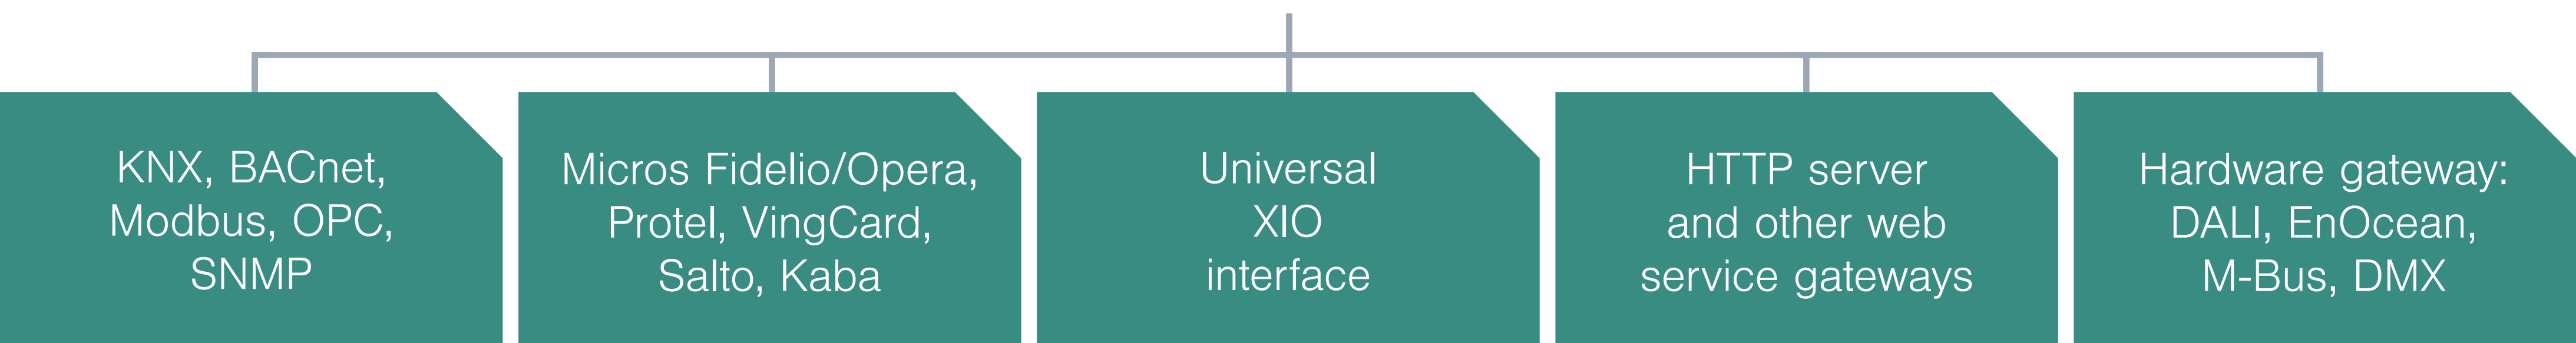 KNX, BACnet,
Modbus, OPC,
SNMP
Micros Fidelio/Opera,
Protel, VingCard,
Salto, Kaba
Universal
XIO
interface
HTTP server
and other web
service gateways
Hardware gateway:
DALI, EnOcean,
M-Bus, DMX